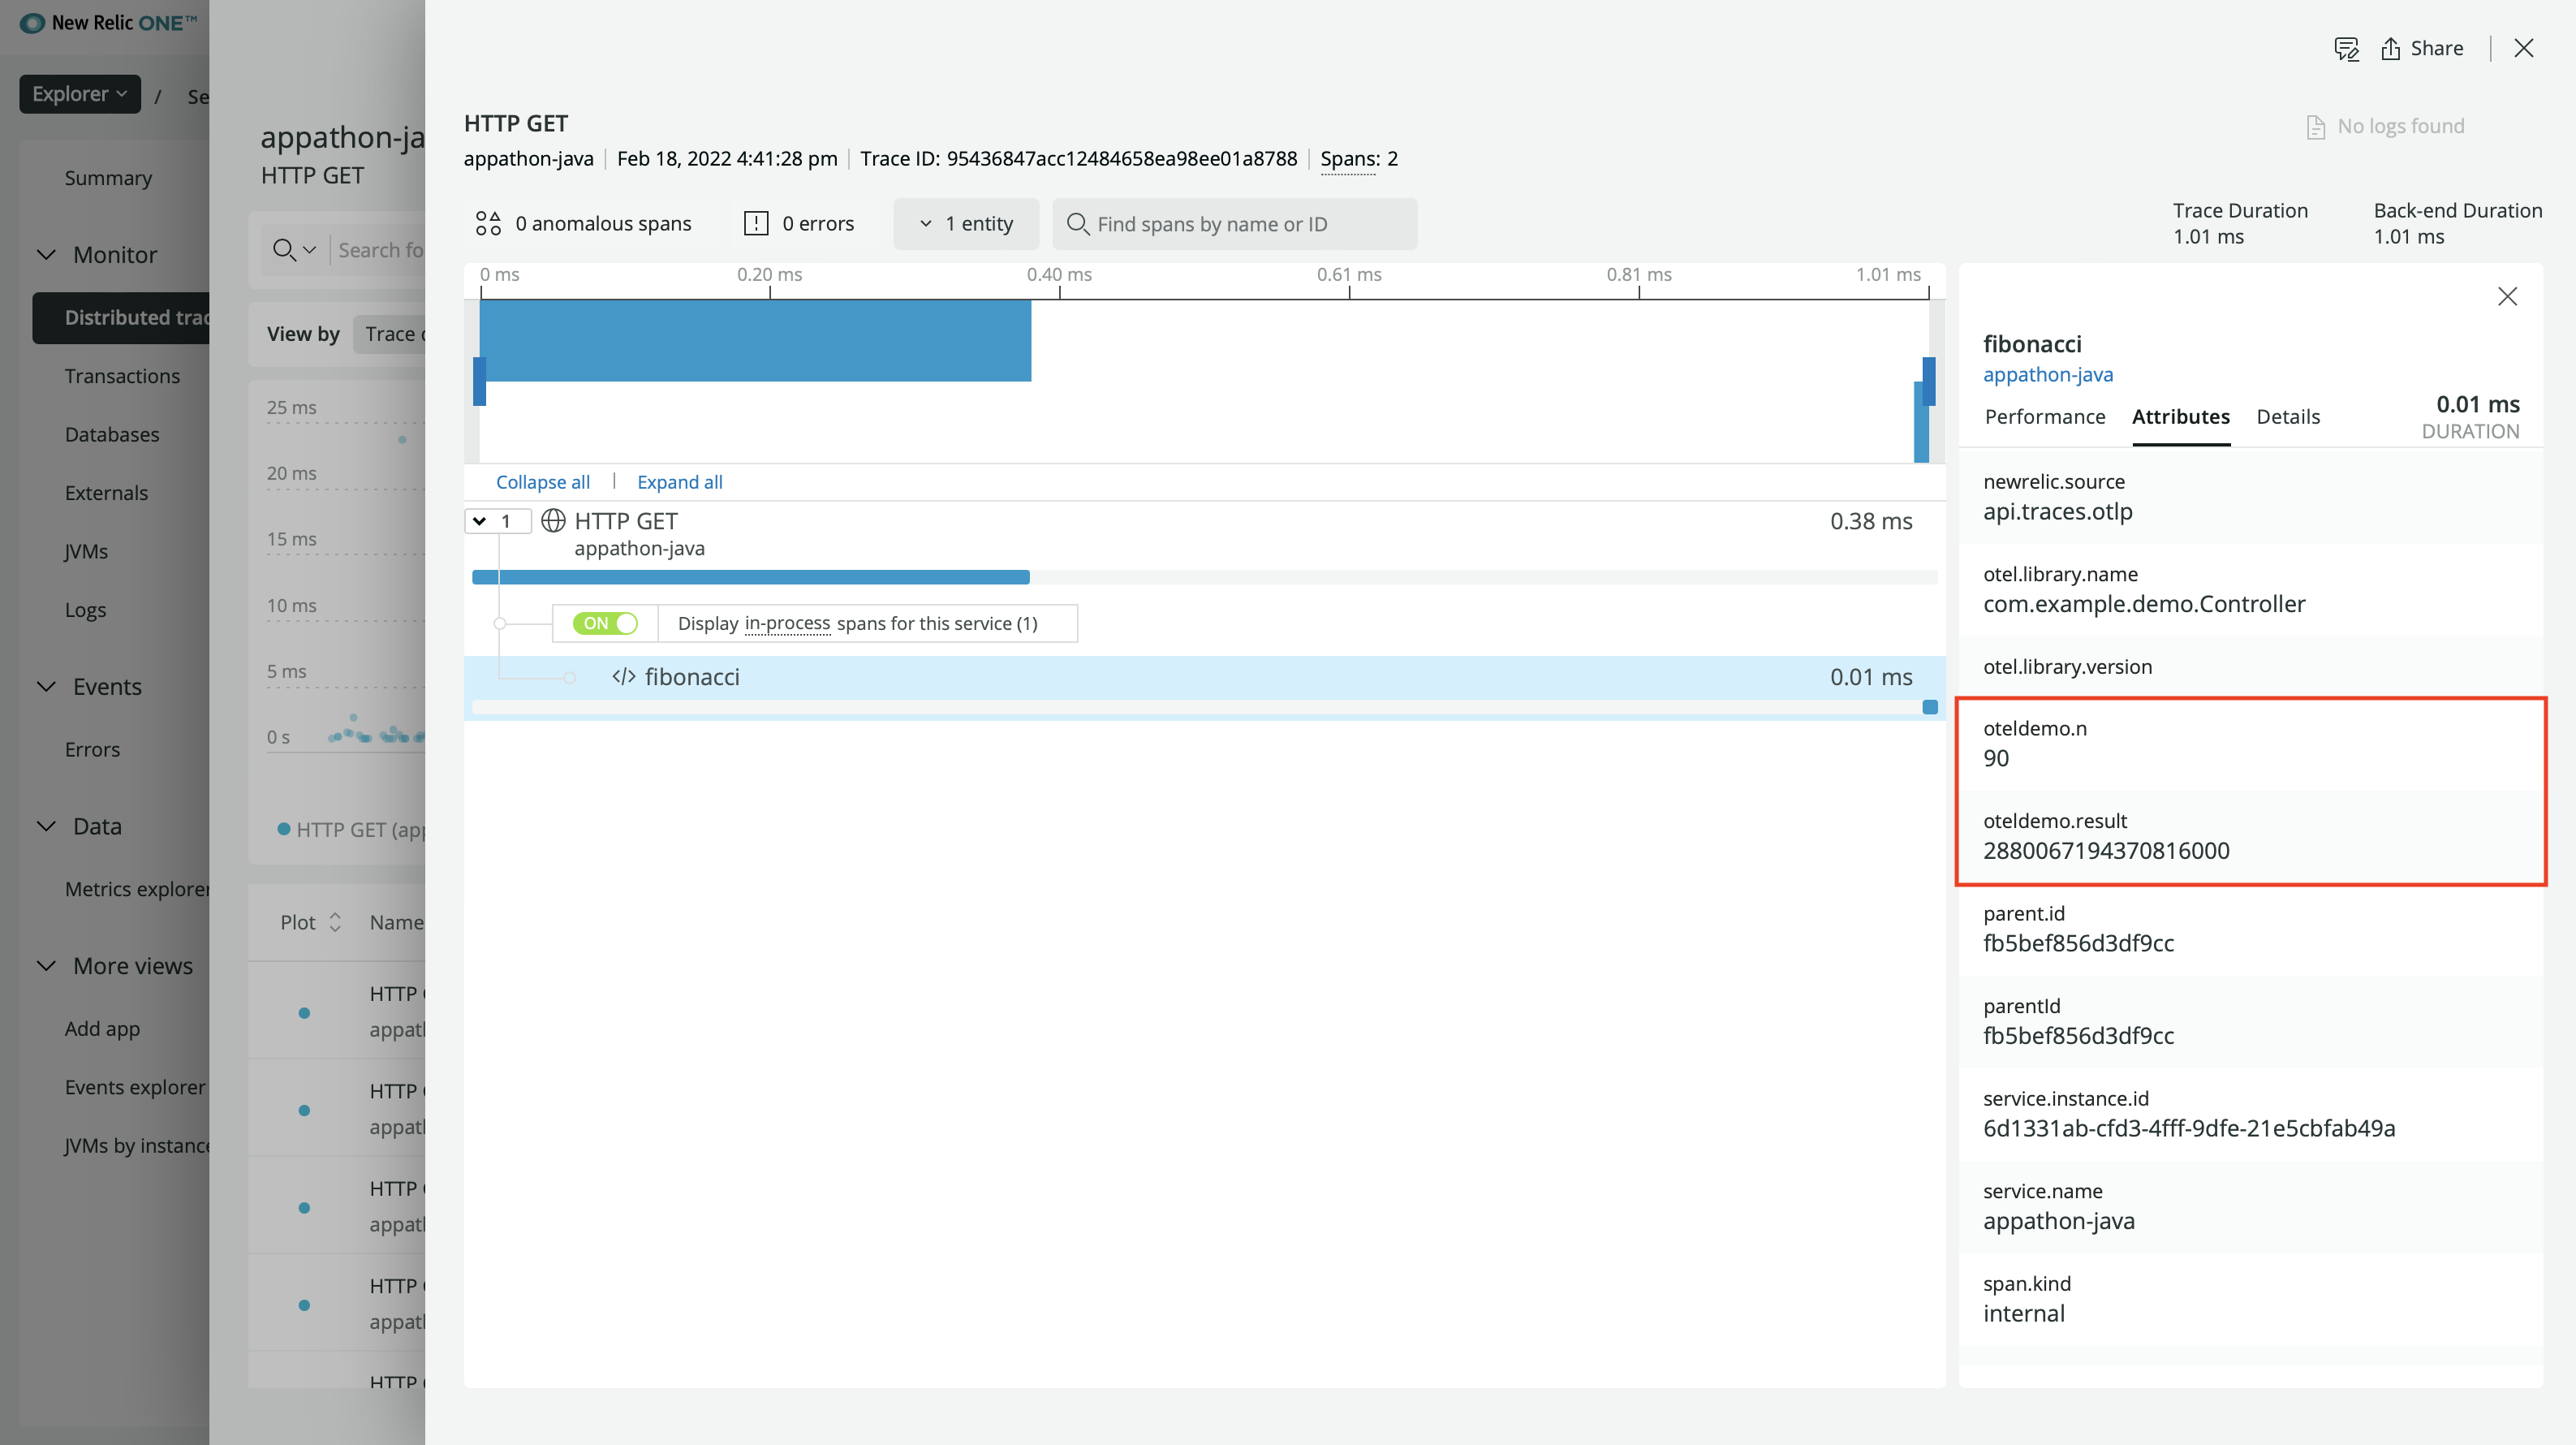 New Relic ONE™
Explorer / Se
Summary
Monitor
Distributed trac
Transactions
Databases
Externals
JVMs
Logs
Events
Errors
Data
Metrics explorer
More views
Add app
Events explorer
JVMs by instance
appathon-ja
HTTP GET
Search fo
View by Trace
25 ms
20 ms
15 ms
10 ms
5 ms
0 s
HTTP GET (app
Plot Name
HTTP
appath
HTTP
appath
HTTP
appath
HTTP
appath
HTTP
Share
HTTP GET
No logs found
appathon-java Feb 18, 2022 4:41:28 pm Trace ID: 95436847acc12484658ea98ee01a8788 Spans: 2
0 anomalous spans 0 errors 1 entity Find spans by name or ID
Trace Duration
1.01 ms
Back-end Duration
1.01 ms
0 ms 0.20 ms 0.40 ms 0.61 ms 0.81 ms 1.01 ms
Collapse all | Expand all
1 HTTP GET 0.38 ms
appathon-java
ON Display in-process spans for this service (1)
</> fibonacci 0.01 ms
fibonacci
appathon-java
Performance Attributes Details
0.01 ms
DURATION
newrelic.source
api.traces.otlp
otel.library.name
com.example.demo.Controller
otel.library.version
oteldemo.n
90
oteldemo.result
2880067194370816000
parent.id
fb5bef856d3df9cc
parentId
fb5bef856d3df9cc
service.instance.id
6d1331ab-cfd3-4fff-9dfe-21e5cbfab49a
service.name
appathon-java
span.kind
internal